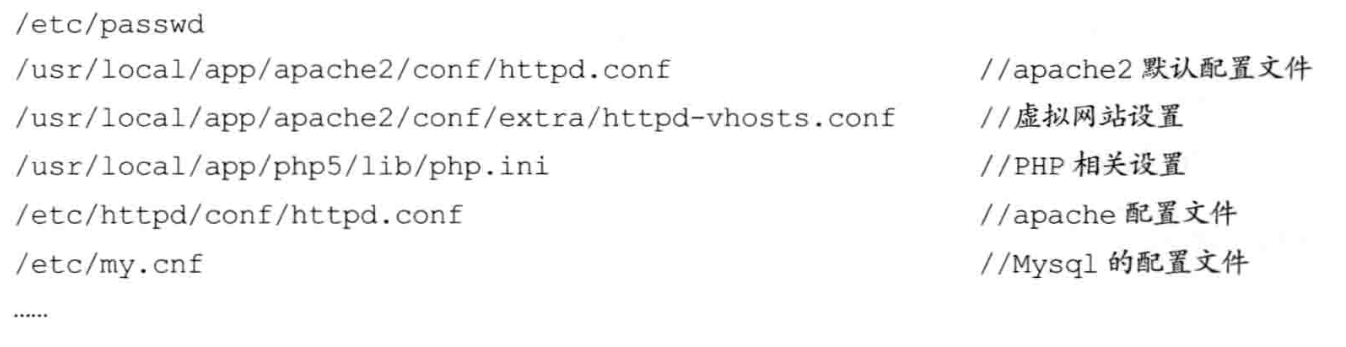 /etc/passwd
/usr/local/app/apache2/conf/httpd.conf //apache2 默认配置文件
/usr/local/app/apache2/conf/extra/httpd-vhosts.conf //虚拟网站设置
/usr/local/app/php5/lib/php.ini //PHP 相关设置
/etc/httpd/conf/httpd.conf //apache 配置文件
/etc/my.cnf //Mysql 的配置文件
……